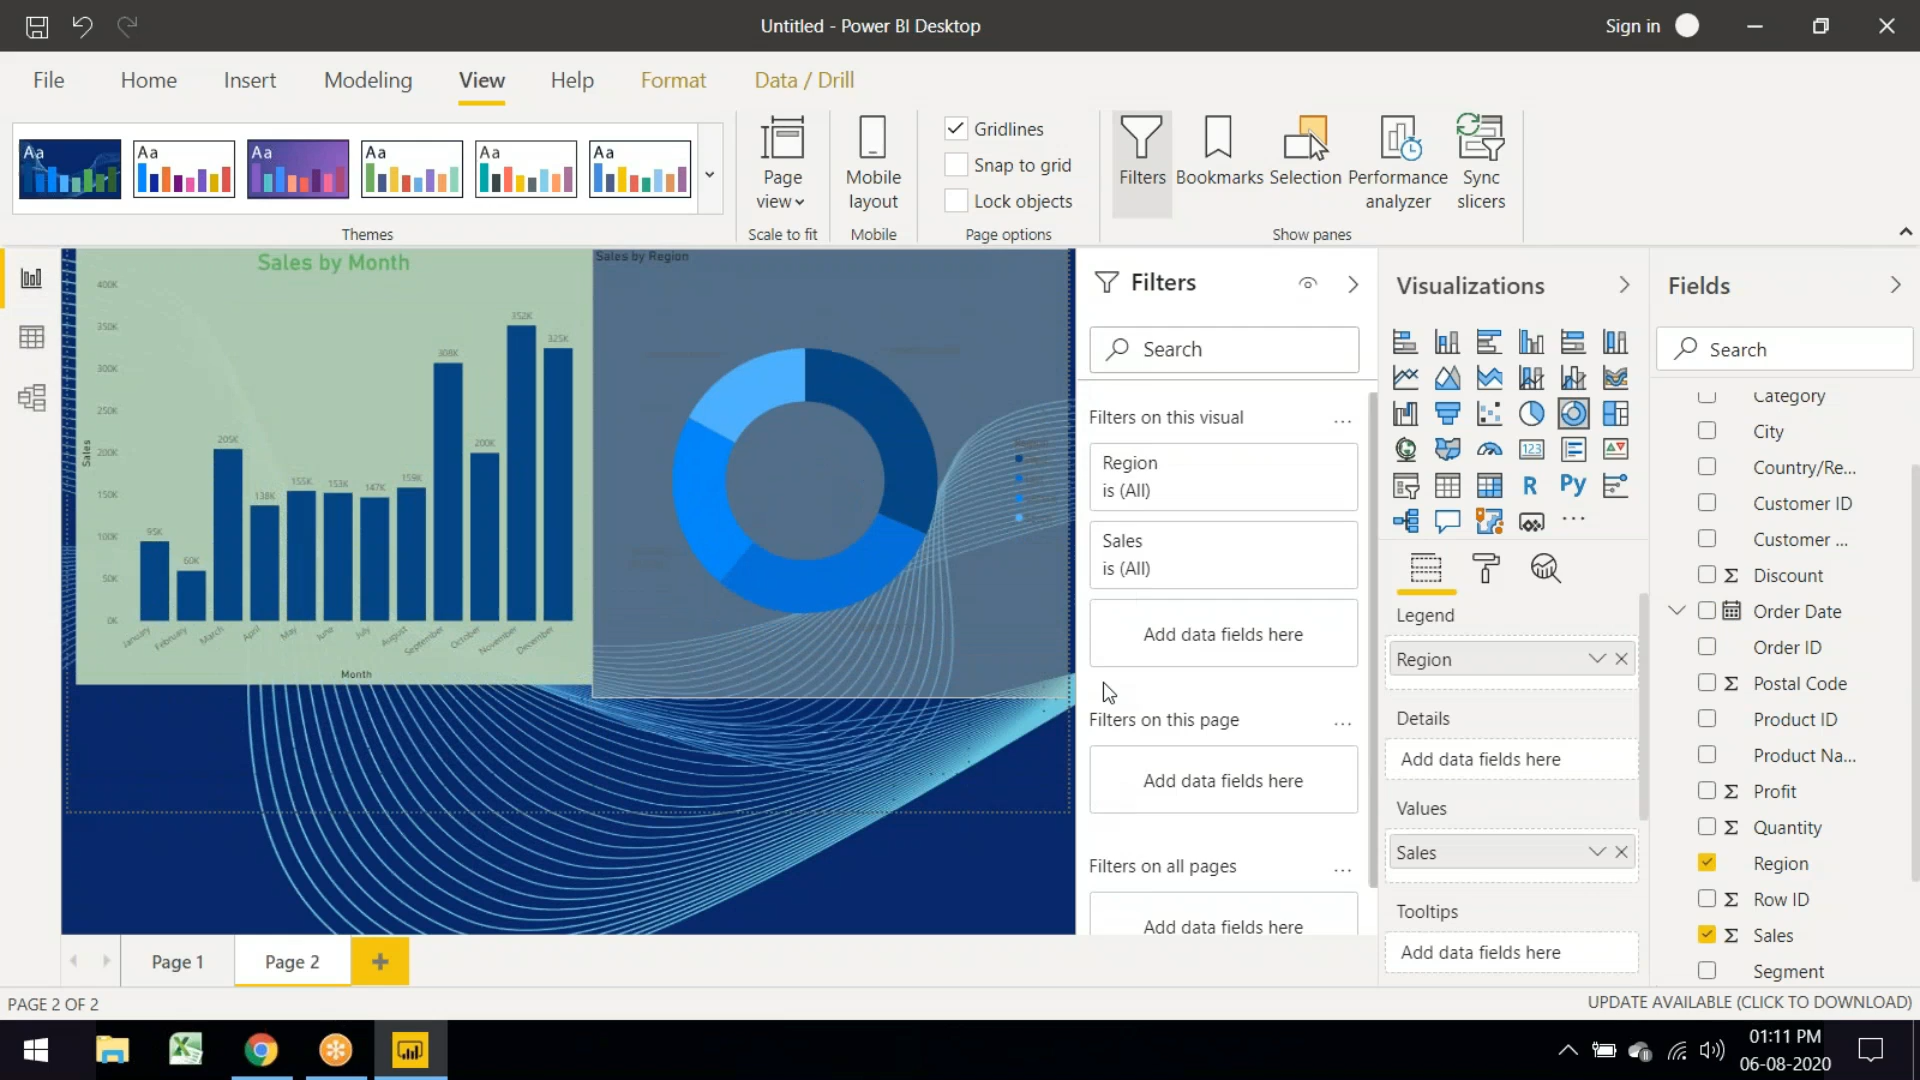 Untitled - Power BI Desktop
Sign in
File
Home
Insert
Modeling
View
Help
Format
Data / Drill
Aa
Aa
Aa
Aa
Aa
Aa
Themes
Page
view
Scale to fit
Mobile
layout
Mobile
Gridlines
Snap to grid
Lock objects
Page options
Filters
Bookmarks
Selection
Performance
analyzer
Sync
slicers
Show panes
Sales by Month
400K
350K
300K
250K
200K
150K
100K
50K
0K
Sales
95K
60K
205K
138K
155K
153K
147K
159K
308K
200K
352K
325K
January
February
March
April
May
June
July
August
September
October
November
December
Month
Sales by Region
Filters
Search
Filters on this visual
...
Region
is (All)
Sales
is (All)
Add data fields here
Filters on this page
...
Add data fields here
Filters on all pages
...
Add data fields here
Visualizations
123
R
Py
...
Legend
Region
Details
Add data fields here
Values
Sales
Tooltips
Add data fields here
Fields
Search
Category
City
Country/Re...
Customer ID
Customer ...
Σ Discount
Order Date
Order ID
Σ Postal Code
Product ID
Product Na...
Σ Profit
Σ Quantity
Region
Σ Row ID
Σ Sales
Segment
Page 1
Page 2
+
PAGE 2 OF 2
UPDATE AVAILABLE (CLICK TO DOWNLOAD)
01:11 PM
06-08-2020